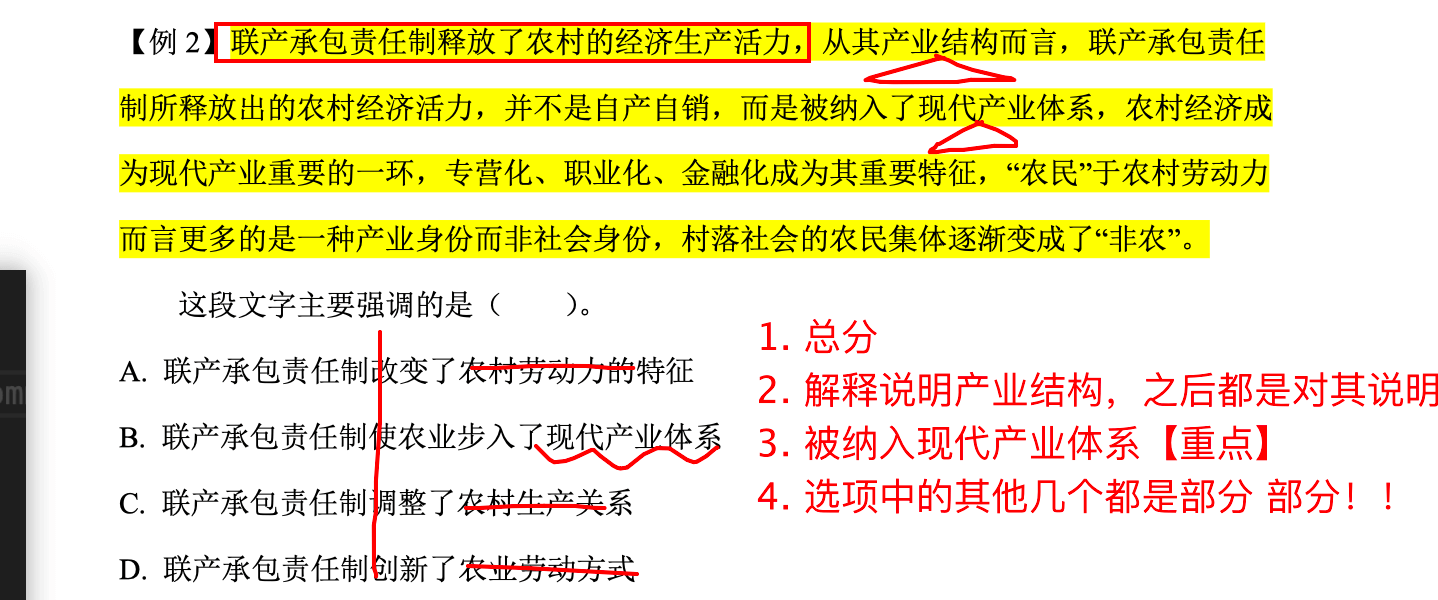 【例 2】联产承包责任制释放了农村的经济生产活力，从其产业结构而言，联产承包责任
制所释放出的农村经济活力，并不是自产自销，而是被纳入了现代产业体系，农村经济成
为现代产业重要的一环，专营化、职业化、金融化成为其重要特征，“农民”于农村劳动力
而言更多的是一种产业身份而非社会身份，村落社会的农民集体逐渐变成了“非农”。
这段文字主要强调的是（　　）。
A. 联产承包责任制改变了农村劳动力的特征
B. 联产承包责任制使农业步入了现代产业体系
C. 联产承包责任制调整了农村生产关系
D. 联产承包责任制创新了农业劳动方式
1. 总分
2. 解释说明产业结构，之后都是对其说明
3. 被纳入现代产业体系【重点】
4. 选项中的其他几个都是部分 部分！！